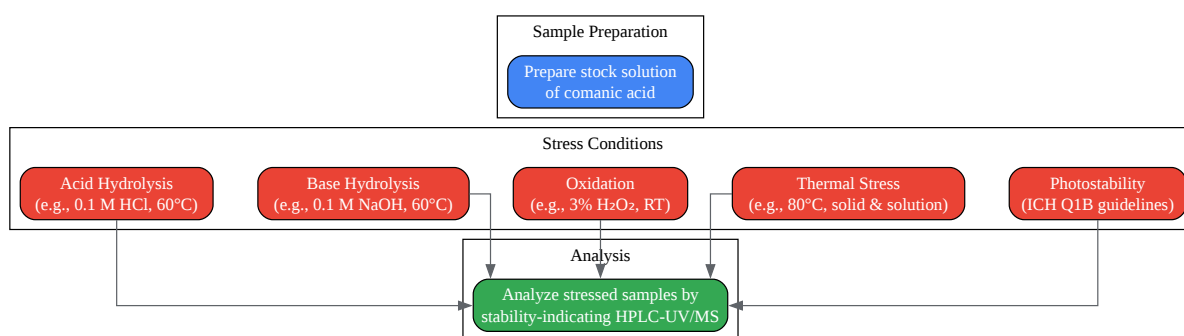 Sample Preparation
Prepare stock solution
of comanic acid
Stress Conditions
Acid Hydrolysis
(e.g., 0.1 M HCl, 60°C)
Base Hydrolysis
(e.g., 0.1 M NaOH, 60°C)
Oxidation
(e.g., 3% H₂O₂, RT)
Thermal Stress
(e.g., 80°C, solid & solution)
Photostability
(ICH Q1B guidelines)
Analysis
Analyze stressed samples by
stability-indicating HPLC-UV/MS